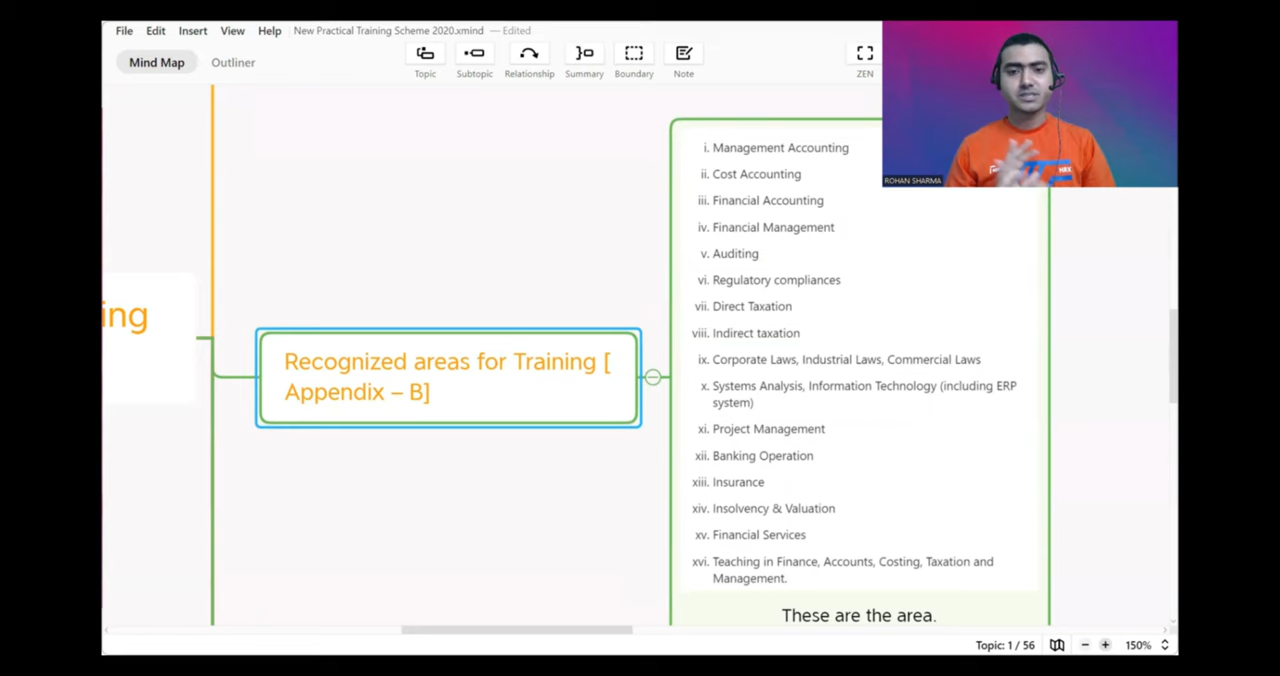 File Edit Insert View Help New Practical Training Scheme 2020.xmind — Edited
Mind Map Outliner
Topic Subtopic Relationship Summary Boundary Note ZEN
ROHAN SHARMA
HRX
ing
Recognized areas for Training [
Appendix – B]
i. Management Accounting
ii. Cost Accounting
iii. Financial Accounting
iv. Financial Management
v. Auditing
vi. Regulatory compliances
vii. Direct Taxation
viii. Indirect taxation
ix. Corporate Laws, Industrial Laws, Commercial Laws
x. Systems Analysis, Information Technology (including ERP
system)
xi. Project Management
xii. Banking Operation
xiii. Insurance
xiv. Insolvency & Valuation
xv. Financial Services
xvi. Teaching in Finance, Accounts, Costing, Taxation and
Management.
These are the area.
Topic: 1 / 56 150%